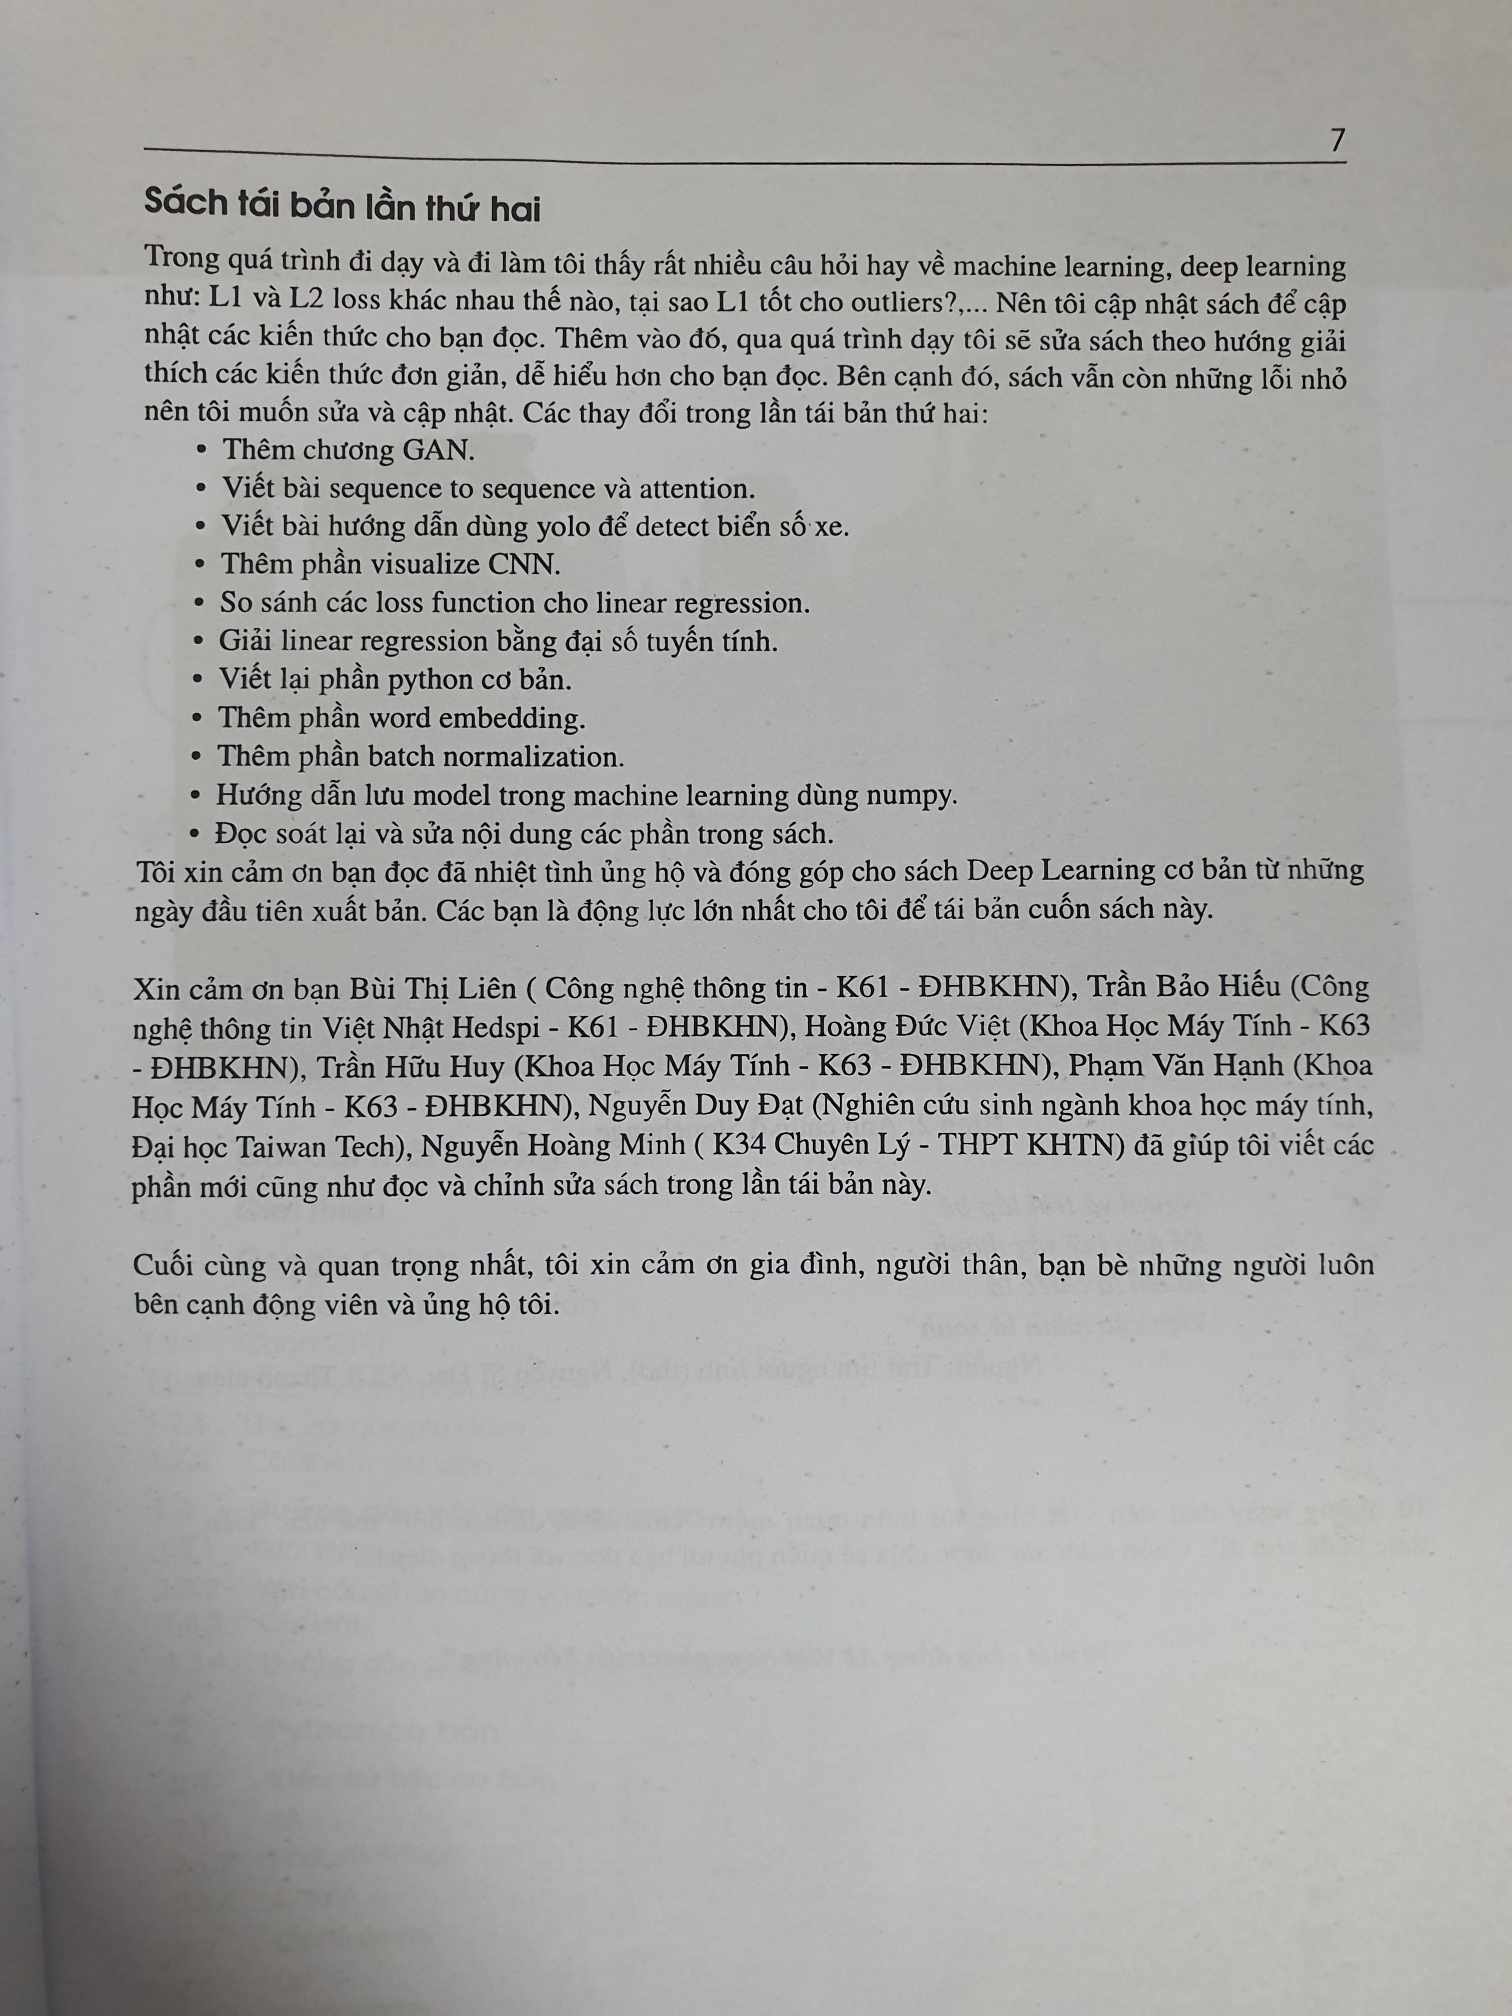 7
Sách tái bản lần thứ hai
Trong quá trình đi dạy và đi làm tôi thấy rất nhiều câu hỏi hay về machine learning, deep learning
như: L1 và L2 loss khác nhau thế nào, tại sao L1 tốt cho outliers?,... Nên tôi cập nhật sách để cập
nhật các kiến thức cho bạn đọc. Thêm vào đó, qua quá trình dạy tôi sẽ sửa sách theo hướng giải
thích các kiến thức đơn giản, dễ hiểu hơn cho bạn đọc. Bên cạnh đó, sách vẫn còn những lỗi nhỏ
nên tôi muốn sửa và cập nhật. Các thay đổi trong lần tái bản thứ hai:
• Thêm chương GAN.
• Viết bài sequence to sequence và attention.
• Viết bài hướng dẫn dùng yolo để detect biển số xe.
• Thêm phần visualize CNN.
• So sánh các loss function cho linear regression.
• Giải linear regression bằng đại số tuyến tính.
• Viết lại phần python cơ bản.
• Thêm phần word embedding.
• Thêm phần batch normalization.
• Hướng dẫn lưu model trong machine learning dùng numpy.
• Đọc soát lại và sửa nội dung các phần trong sách.
Tôi xin cảm ơn bạn đọc đã nhiệt tình ủng hộ và đóng góp cho sách Deep Learning cơ bản từ những
ngày đầu tiên xuất bản. Các bạn là động lực lớn nhất cho tôi để tái bản cuốn sách này.
Xin cảm ơn bạn Bùi Thị Liên ( Công nghệ thông tin - K61 - ĐHBKHN), Trần Bảo Hiếu (Công
nghệ thông tin Việt Nhật Hedspi - K61 - ĐHBKHN), Hoàng Đức Việt (Khoa Học Máy Tính - K63
- ĐHBKHN), Trần Hữu Huy (Khoa Học Máy Tính - K63 - ĐHBKHN), Phạm Văn Hạnh (Khoa
Học Máy Tính - K63 - ĐHBKHN), Nguyễn Duy Đạt (Nghiên cứu sinh ngành khoa học máy tính,
Đại học Taiwan Tech), Nguyễn Hoàng Minh ( K34 Chuyên Lý - THPT KHTN) đã giúp tôi viết các
phần mới cũng như đọc và chỉnh sửa sách trong lần tái bản này.
Cuối cùng và quan trọng nhất, tôi xin cảm ơn gia đình, người thân, bạn bè những người luôn
bên cạnh động viên và ủng hộ tôi.